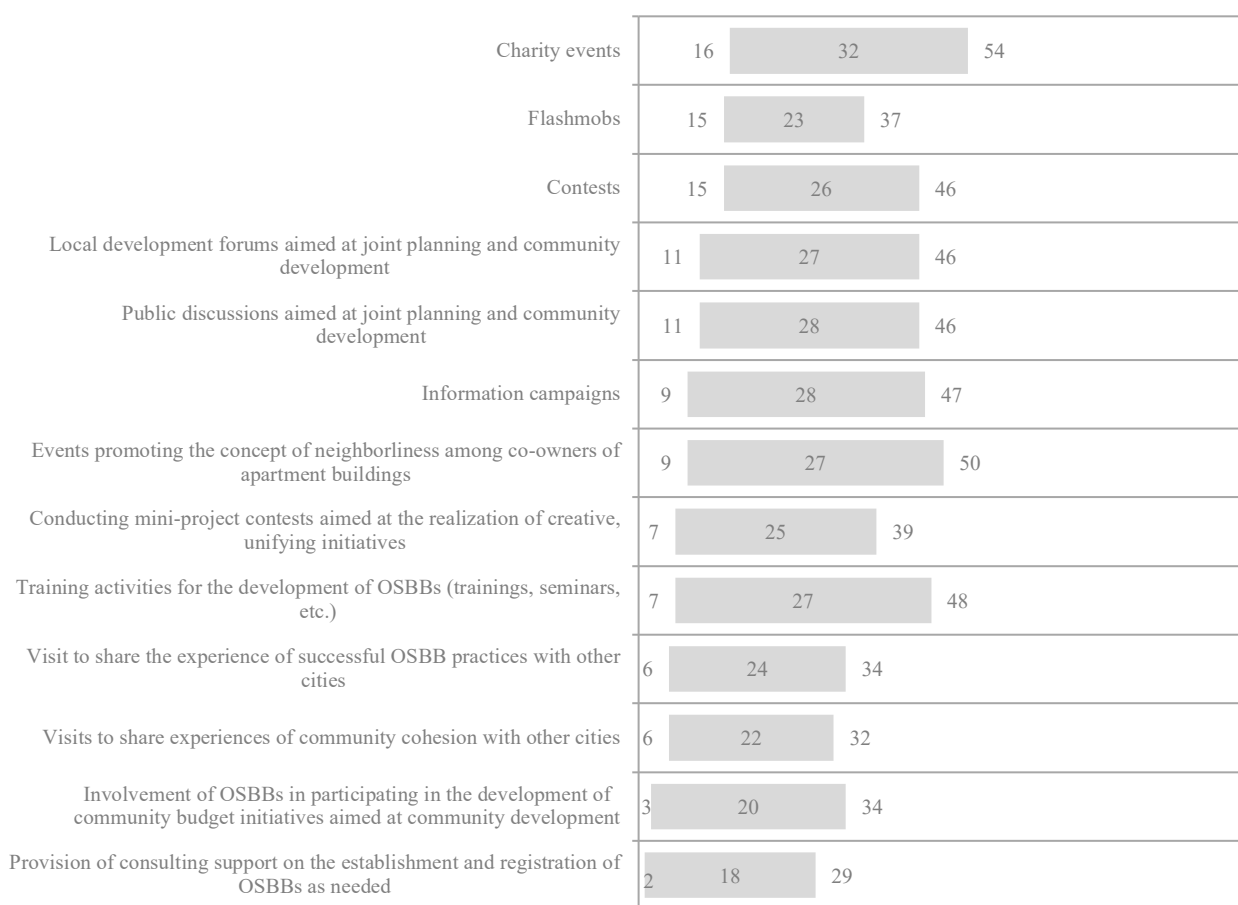 Charity events
16 32 54
Flashmobs
15 23 37
Contests
15 26 46
Local development forums aimed at joint planning and community
development
11 27 46
Public discussions aimed at joint planning and community
development
11 28 46
Information campaigns
9 28 47
Events promoting the concept of neighborliness among co-owners of
apartment buildings
9 27 50
Conducting mini-project contests aimed at the realization of creative,
unifying initiatives
7 25 39
Training activities for the development of OSBBs (trainings, seminars,
etc.)
7 27 48
Visit to share the experience of successful OSBB practices with other
cities
6 24 34
Visits to share experiences of community cohesion with other cities
6 22 32
Involvement of OSBBs in participating in the development of
community budget initiatives aimed at community development
3 20 34
Provision of consulting support on the establishment and registration of
OSBBs as needed
2 18 29